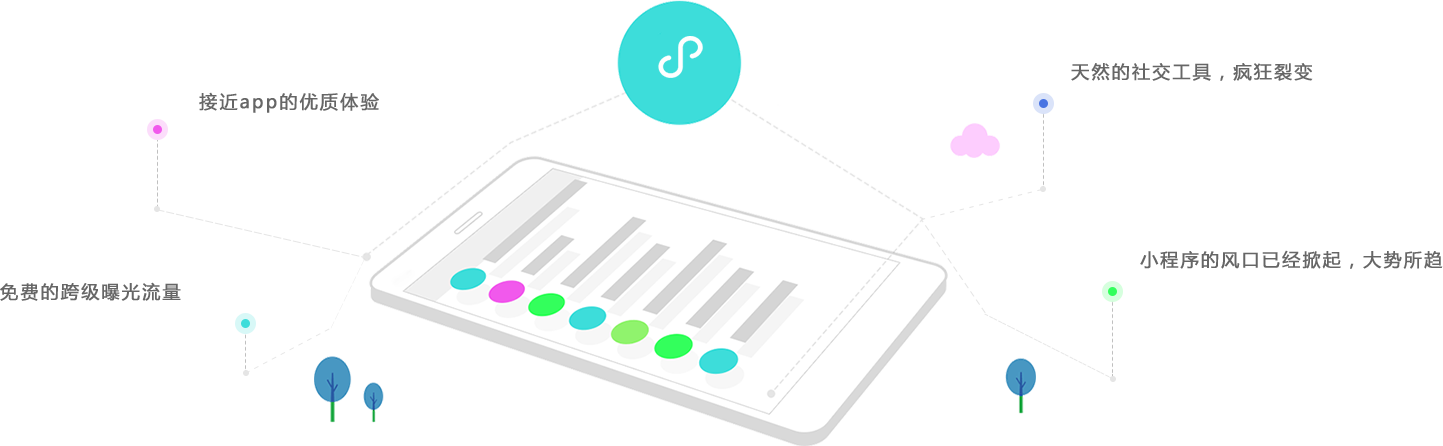 天然的社交工具，疯狂裂变
接近app的优质体验
小程序的风口已经掀起，大势所趋
免费的跨级曝光流量